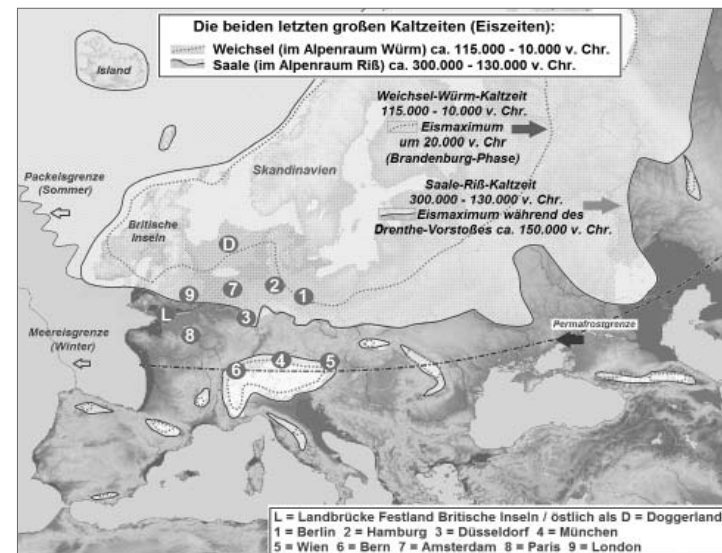 Die beiden letzten großen Kaltzeiten (Eiszeiten):
Weichsel (im Alpenraum Würm) ca. 115.000 - 10.000 v. Chr.
Saale (im Alpenraum Riß) ca. 300.000 - 130.000 v. Chr.
Island
Weichsel-Würm-Kaltzeit
115.000 - 10.000 v. Chr.
Eismaximum
um 20.000 v. Chr
(Brandenburg-Phase)
Skandinavien
Packeisgrenze
(Sommer)
Saale-Riß-Kaltzeit
300.000 - 130.000 v. Chr.
Eismaximum während des
Drenthe-Vorstoßes ca. 150.000 v. Chr.
Britische
Inseln
D
2
7
9
1
L
3
8
Meereisgrenze
(Winter)
Permafrostgrenze
4
5
6
L = Landbrücke Festland Britische Inseln / östlich als D = Doggerland
1 = Berlin 2 = Hamburg 3 = Düsseldorf 4 = München
5 = Wien 6 = Bern 7 = Amsterdam 8 = Paris 9 = London